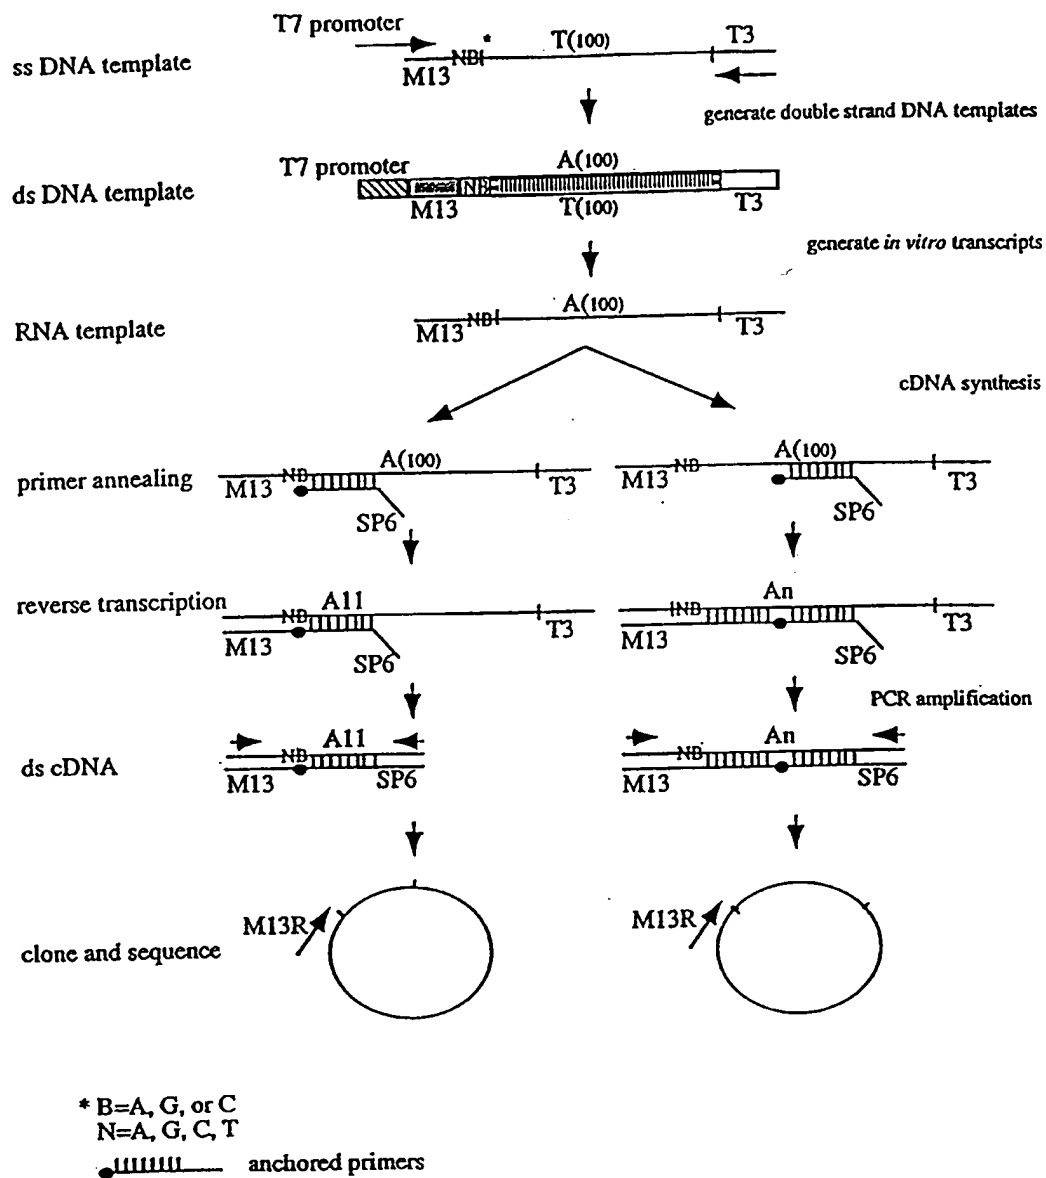 T7 promoter
NB * T(100) T3
ss DNA template
M13
generate double strand DNA templates
T7 promoter A(100)
ds DNA template NB
M13 T(100) T3
generate in vitro transcripts
A(100)
RNA template M13 NB T3
cDNA synthesis
A(100) A(100)
primer annealing NB NB
M13 T3 M13 T3
SP6 SP6
A11 An
reverse transcription NB NB
M13 T3 M13 T3
SP6 SP6
PCR amplification
A11 An
ds cDNA NB NB
M13 SP6 M13 SP6
M13R M13R
clone and sequence
* B=A, G, or C
N=A, G, C, T
anchored primers